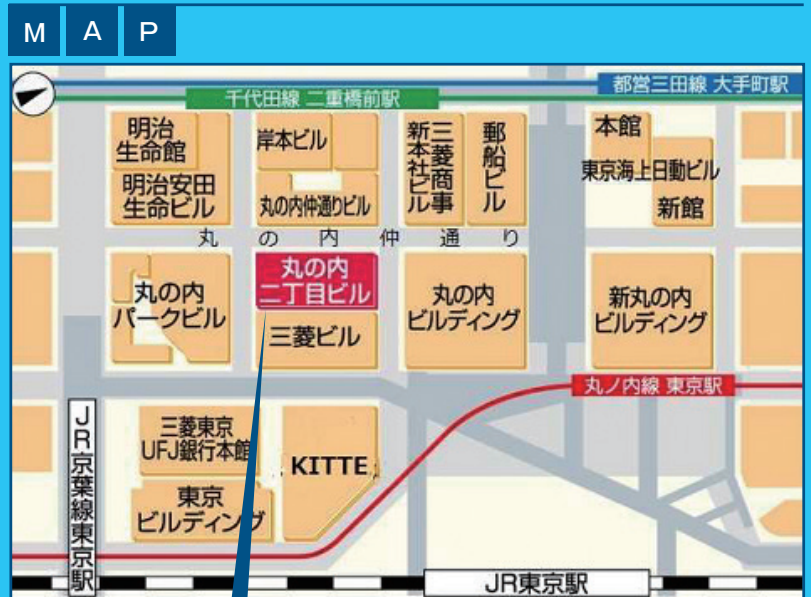 MAP
都営三田線 大手町駅
千代田線 二重橋前駅
明治
生命館
明治安田
生命ビル
岸本ビル
丸の内仲通りビル
三菱商事
新本社ビル
郵船ビル
本館
東京海上日動ビル
新館
丸の内仲通り
丸の内
パークビル
丸の内
二丁目ビル
三菱ビル
丸の内
ビルディング
新丸の内
ビルディング
丸ノ内線 東京駅
JR京葉線東京駅
三菱東京
UFJ銀行本館
東京
ビルディング
KITTE
JR東京駅